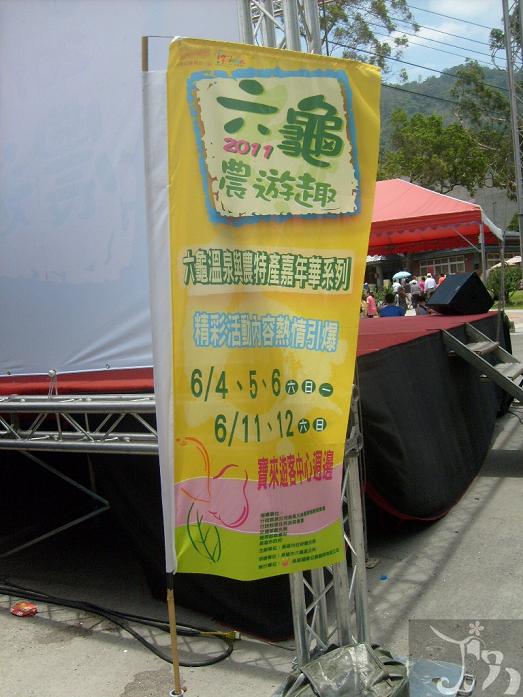 六龜
2011
農遊趣
六龜溫泉與農特產嘉年華系列
精彩活動內容熱情引爆
6/4、5、6 六日一
6/11、12 六日
寶來遊客中心週邊